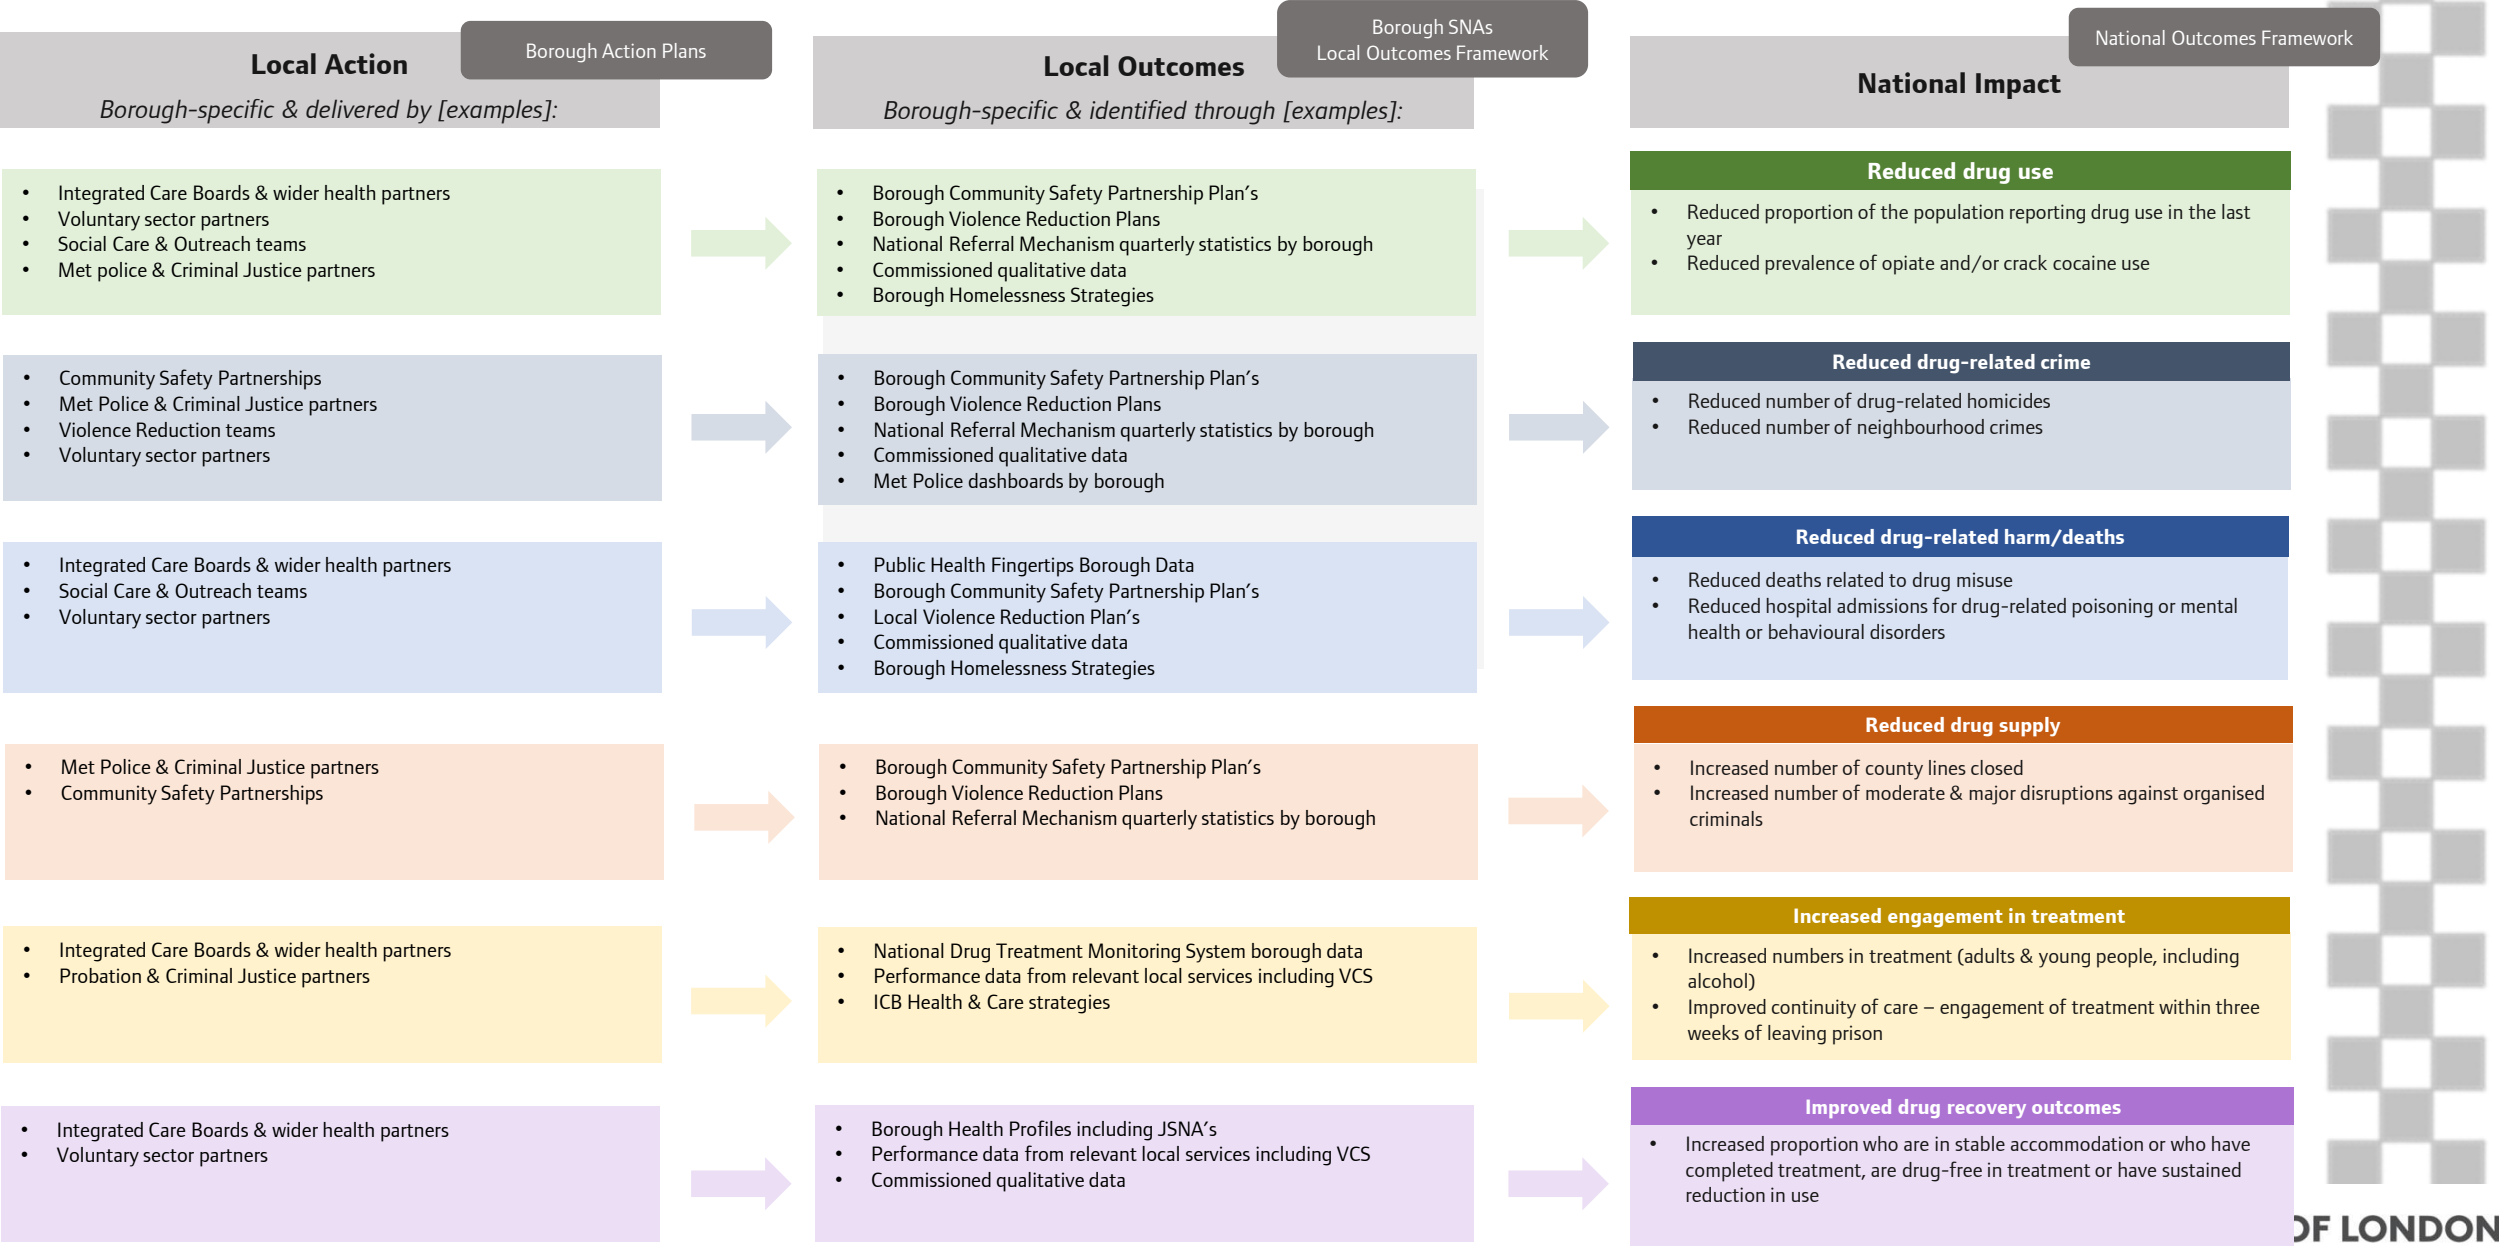 Local Action
Borough Action Plans
Borough-specific & delivered by [examples]:
Local Outcomes
Borough SNAs
Local Outcomes Framework
Borough-specific & identified through [examples]:
National Impact
National Outcomes Framework
• Integrated Care Boards & wider health partners
• Voluntary sector partners
• Social Care & Outreach teams
• Met police & Criminal Justice partners
• Borough Community Safety Partnership Plan's
• Borough Violence Reduction Plans
• National Referral Mechanism quarterly statistics by borough
• Commissioned qualitative data
• Borough Homelessness Strategies
Reduced drug use
• Reduced proportion of the population reporting drug use in the last
year
• Reduced prevalence of opiate and/or crack cocaine use
• Community Safety Partnerships
• Met Police & Criminal Justice partners
• Violence Reduction teams
• Voluntary sector partners
• Borough Community Safety Partnership Plan's
• Borough Violence Reduction Plans
• National Referral Mechanism quarterly statistics by borough
• Commissioned qualitative data
• Met Police dashboards by borough
Reduced drug-related crime
• Reduced number of drug-related homicides
• Reduced number of neighbourhood crimes
• Integrated Care Boards & wider health partners
• Social Care & Outreach teams
• Voluntary sector partners
• Public Health Fingertips Borough Data
• Borough Community Safety Partnership Plan's
• Local Violence Reduction Plan's
• Commissioned qualitative data
• Borough Homelessness Strategies
Reduced drug-related harm/deaths
• Reduced deaths related to drug misuse
• Reduced hospital admissions for drug-related poisoning or mental
health or behavioural disorders
• Met Police & Criminal Justice partners
• Community Safety Partnerships
• Borough Community Safety Partnership Plan's
• Borough Violence Reduction Plans
• National Referral Mechanism quarterly statistics by borough
Reduced drug supply
• Increased number of county lines closed
• Increased number of moderate & major disruptions against organised
criminals
• Integrated Care Boards & wider health partners
• Probation & Criminal Justice partners
• National Drug Treatment Monitoring System borough data
• Performance data from relevant local services including VCS
• ICB Health & Care strategies
Increased engagement in treatment
• Increased numbers in treatment (adults & young people, including
alcohol)
• Improved continuity of care – engagement of treatment within three
weeks of leaving prison
• Integrated Care Boards & wider health partners
• Voluntary sector partners
• Borough Health Profiles including JSNA's
• Performance data from relevant local services including VCS
• Commissioned qualitative data
Improved drug recovery outcomes
• Increased proportion who are in stable accommodation or who have
completed treatment, are drug-free in treatment or have sustained
reduction in use
OF LONDON